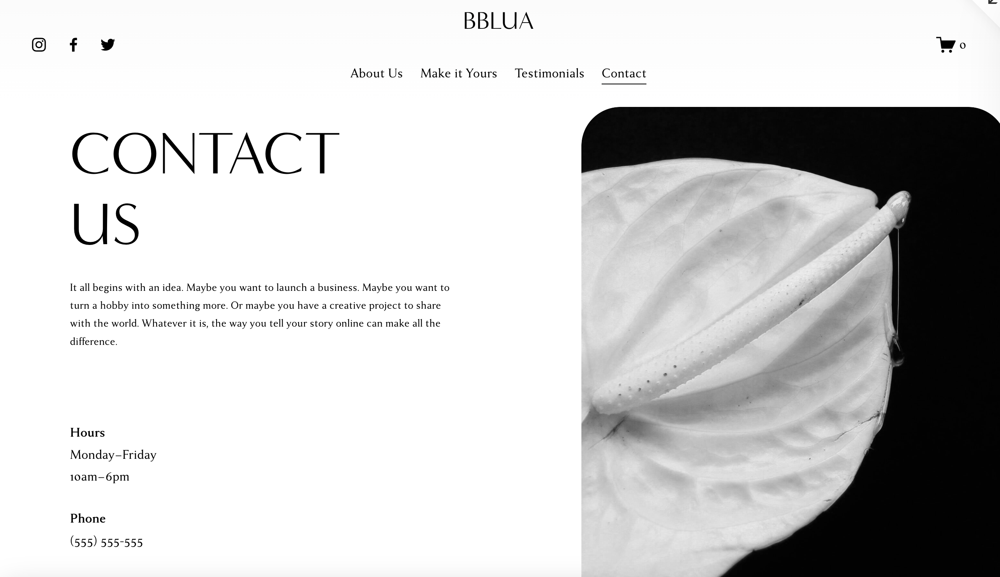 BBLUA
0
About Us Make it Yours Testimonials Contact
CONTACT
US
It all begins with an idea. Maybe you want to launch a business. Maybe you want to
turn a hobby into something more. Or maybe you have a creative project to share
with the world. Whatever it is, the way you tell your story online can make all the
difference.
Hours
Monday–Friday
10am–6pm
Phone
(555) 555-555